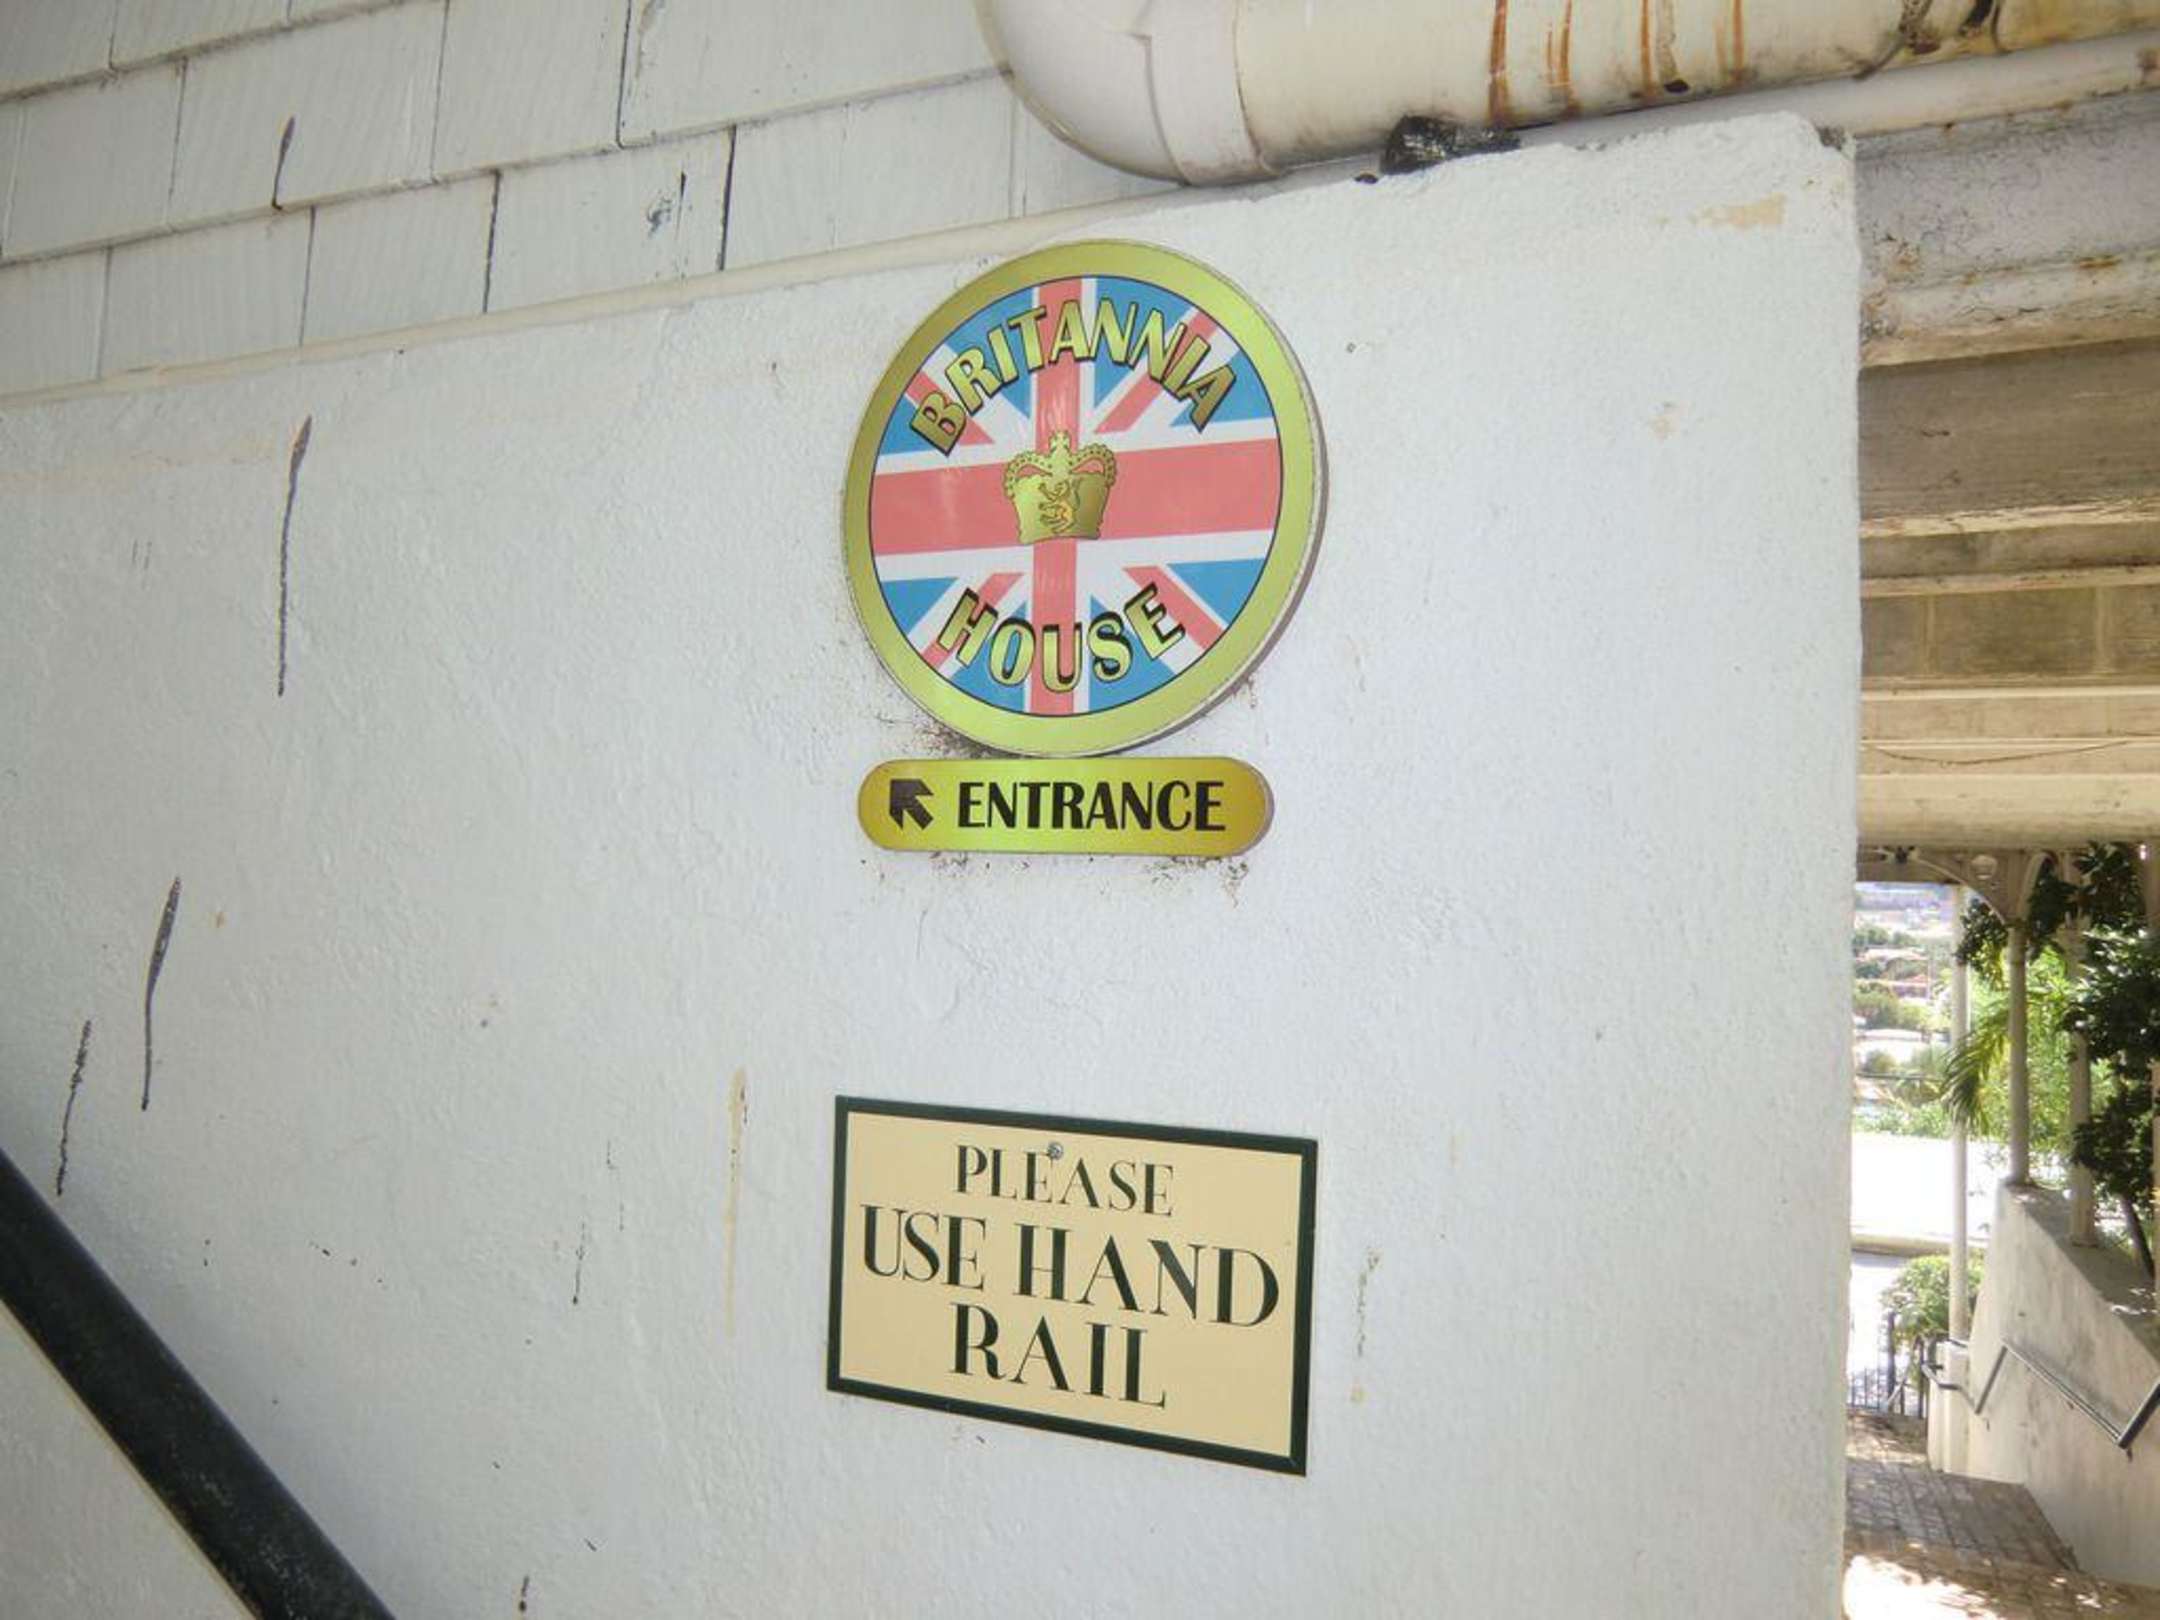 BRITANNIA
HOUSE
ENTRANCE
PLEASE
USE HAND
RAIL